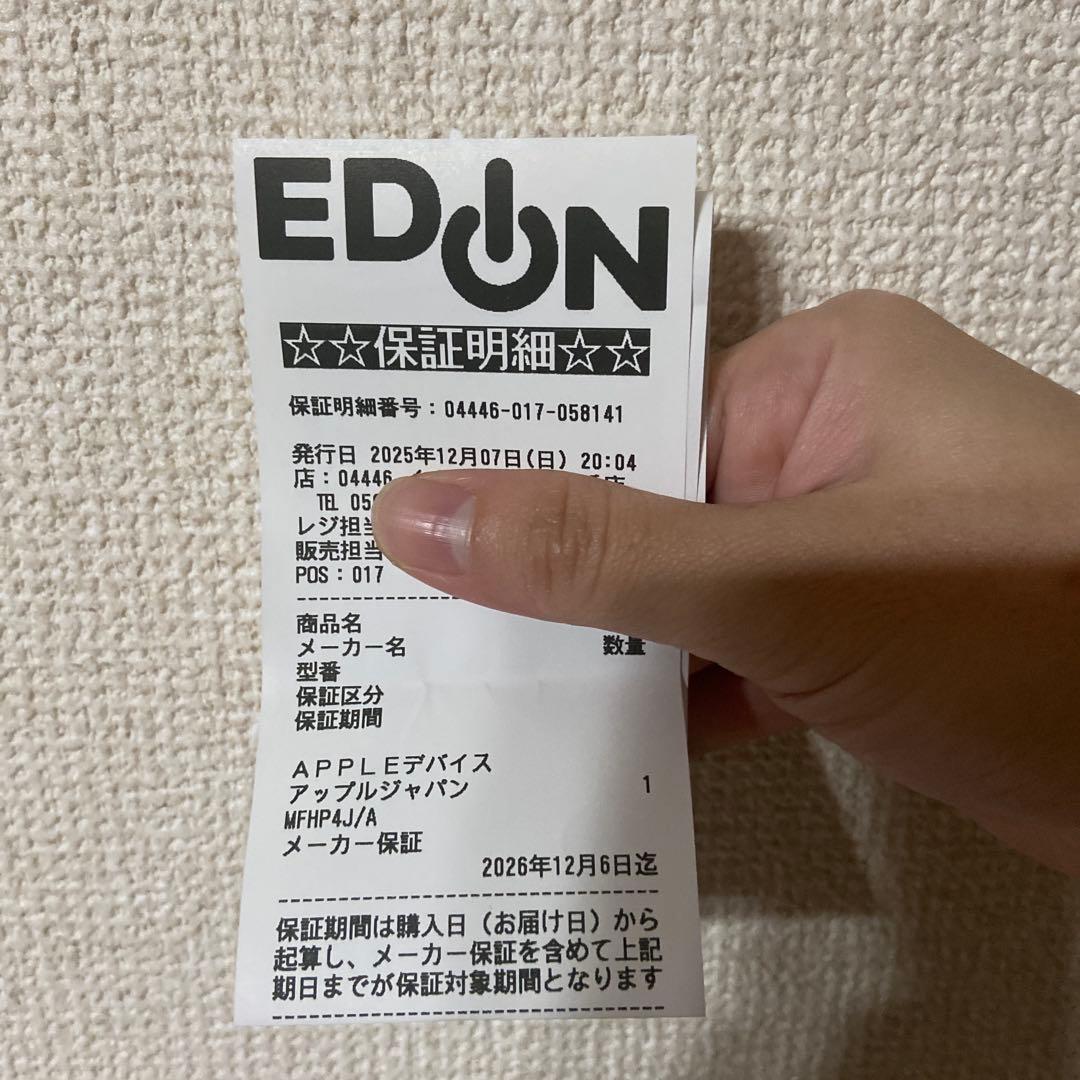 EDION
☆☆保証明細☆☆
保証明細番号：04446-017-058141
発行日 2025年12月07日(日) 20:04
店：04446
TEL 05
レジ担当
販売担当
POS：017
商品名
メーカー名 数量
型番
保証区分
保証期間
ＡＰＰＬＥデバイス
アップルジャパン 1
MFHP4J/A
メーカー保証
2026年12月6日迄
保証期間は購入日（お届け日）から
起算し、メーカー保証を含めて上記
期日までが保証対象期間となります